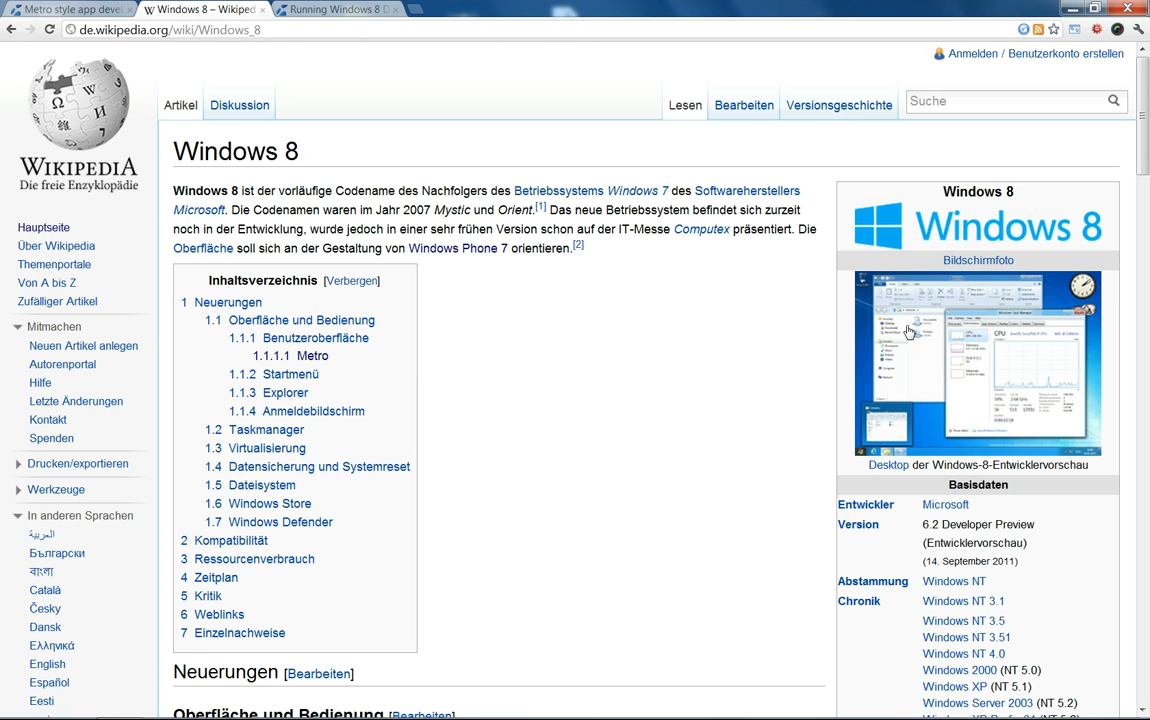 Metro style app devel
Windows 8 – Wikiped
Running Windows 8 D
de.wikipedia.org/wiki/Windows_8
Anmelden / Benutzerkonto erstellen
Artikel
Diskussion
Lesen
Bearbeiten
Versionsgeschichte
Suche
WIKIPEDIA
Die freie Enzyklopädie
Hauptseite
Über Wikipedia
Themenportale
Von A bis Z
Zufälliger Artikel
Mitmachen
Neuen Artikel anlegen
Autorenportal
Hilfe
Letzte Änderungen
Kontakt
Spenden
Drucken/exportieren
Werkzeuge
In anderen Sprachen
العربية
Български
বাংলা
Català
Česky
Dansk
Ελληνικά
English
Español
Eesti
Windows 8
Windows 8 ist der vorläufige Codename des Nachfolgers des Betriebssystems Windows 7 des Softwareherstellers
Microsoft. Die Codenamen waren im Jahr 2007 Mystic und Orient.[1] Das neue Betriebssystem befindet sich zurzeit
noch in der Entwicklung, wurde jedoch in einer sehr frühen Version schon auf der IT-Messe Computex präsentiert. Die
Oberfläche soll sich an der Gestaltung von Windows Phone 7 orientieren.[2]
Inhaltsverzeichnis [Verbergen]
1 Neuerungen
1.1 Oberfläche und Bedienung
1.1.1 Benutzeroberfläche
1.1.1.1 Metro
1.1.2 Startmenü
1.1.3 Explorer
1.1.4 Anmeldebildschirm
1.2 Taskmanager
1.3 Virtualisierung
1.4 Datensicherung und Systemreset
1.5 Dateisystem
1.6 Windows Store
1.7 Windows Defender
2 Kompatibilität
3 Ressourcenverbrauch
4 Zeitplan
5 Kritik
6 Weblinks
7 Einzelnachweise
Neuerungen [Bearbeiten]
Oberfläche und Bedienung [Bearbeiten]
Windows 8
Windows 8
Bildschirmfoto
CPU
Desktop der Windows-8-Entwicklervorschau
Basisdaten
Entwickler Microsoft
Version 6.2 Developer Preview
(Entwicklervorschau)
(14. September 2011)
Abstammung Windows NT
Chronik Windows NT 3.1
Windows NT 3.5
Windows NT 3.51
Windows NT 4.0
Windows 2000 (NT 5.0)
Windows XP (NT 5.1)
Windows Server 2003 (NT 5.2)